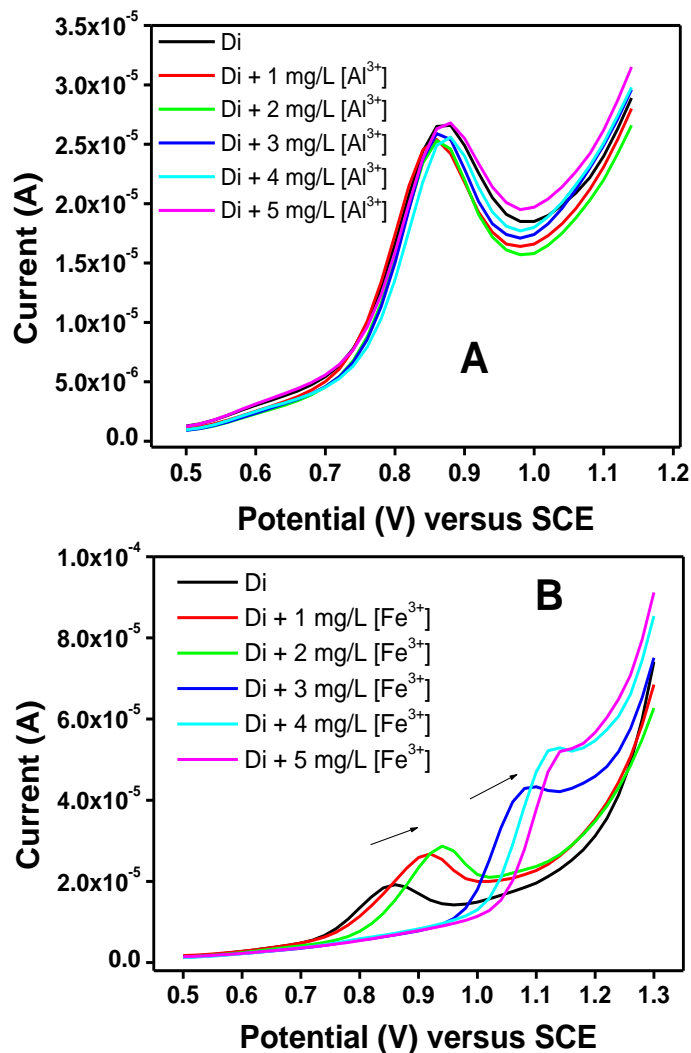 3.5x10⁻⁵
3.0x10⁻⁵
2.5x10⁻⁵
2.0x10⁻⁵
1.5x10⁻⁵
1.0x10⁻⁵
5.0x10⁻⁶
0.0
Current (A)
Di
Di + 1 mg/L [Al³⁺]
Di + 2 mg/L [Al³⁺]
Di + 3 mg/L [Al³⁺]
Di + 4 mg/L [Al³⁺]
Di + 5 mg/L [Al³⁺]
A
0.5 0.6 0.7 0.8 0.9 1.0 1.1 1.2
Potential (V) versus SCE
1.0x10⁻⁴
8.0x10⁻⁵
6.0x10⁻⁵
4.0x10⁻⁵
2.0x10⁻⁵
0.0
Current (A)
Di
Di + 1 mg/L [Fe³⁺]
Di + 2 mg/L [Fe³⁺]
Di + 3 mg/L [Fe³⁺]
Di + 4 mg/L [Fe³⁺]
Di + 5 mg/L [Fe³⁺]
B
0.5 0.6 0.7 0.8 0.9 1.0 1.1 1.2 1.3
Potential (V) versus SCE